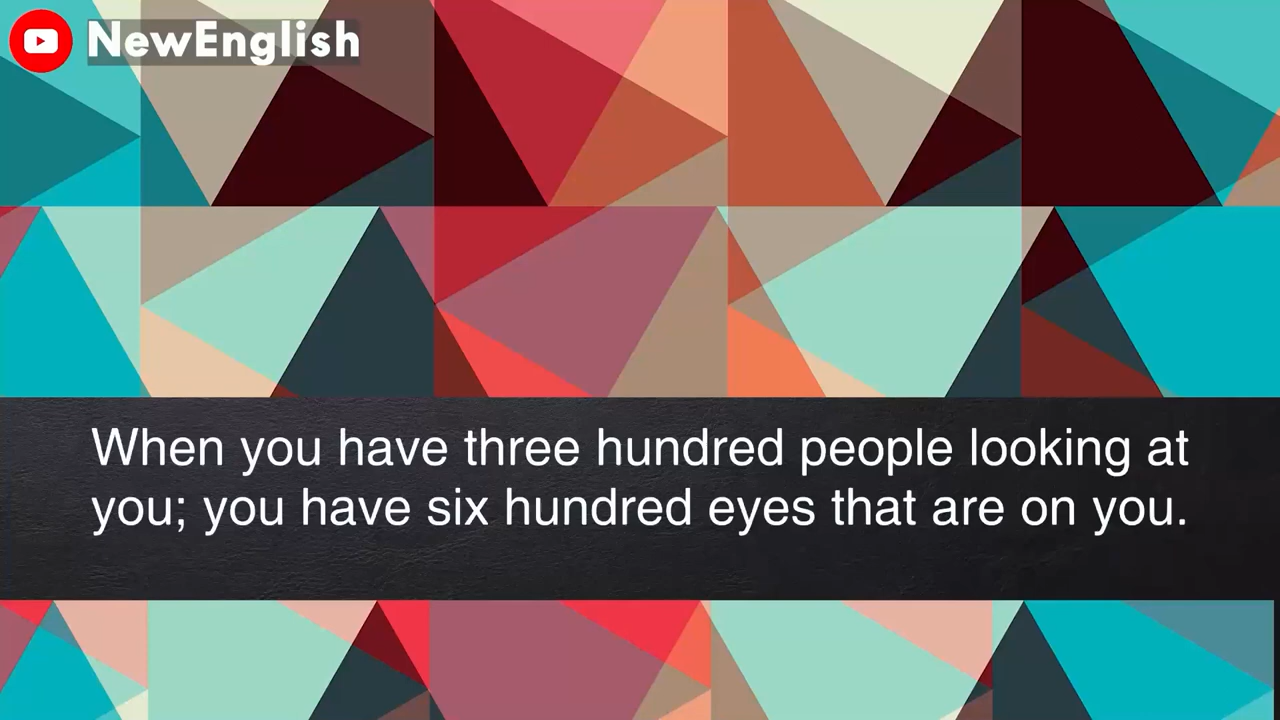 NewEnglish
When you have three hundred people looking at
you; you have six hundred eyes that are on you.